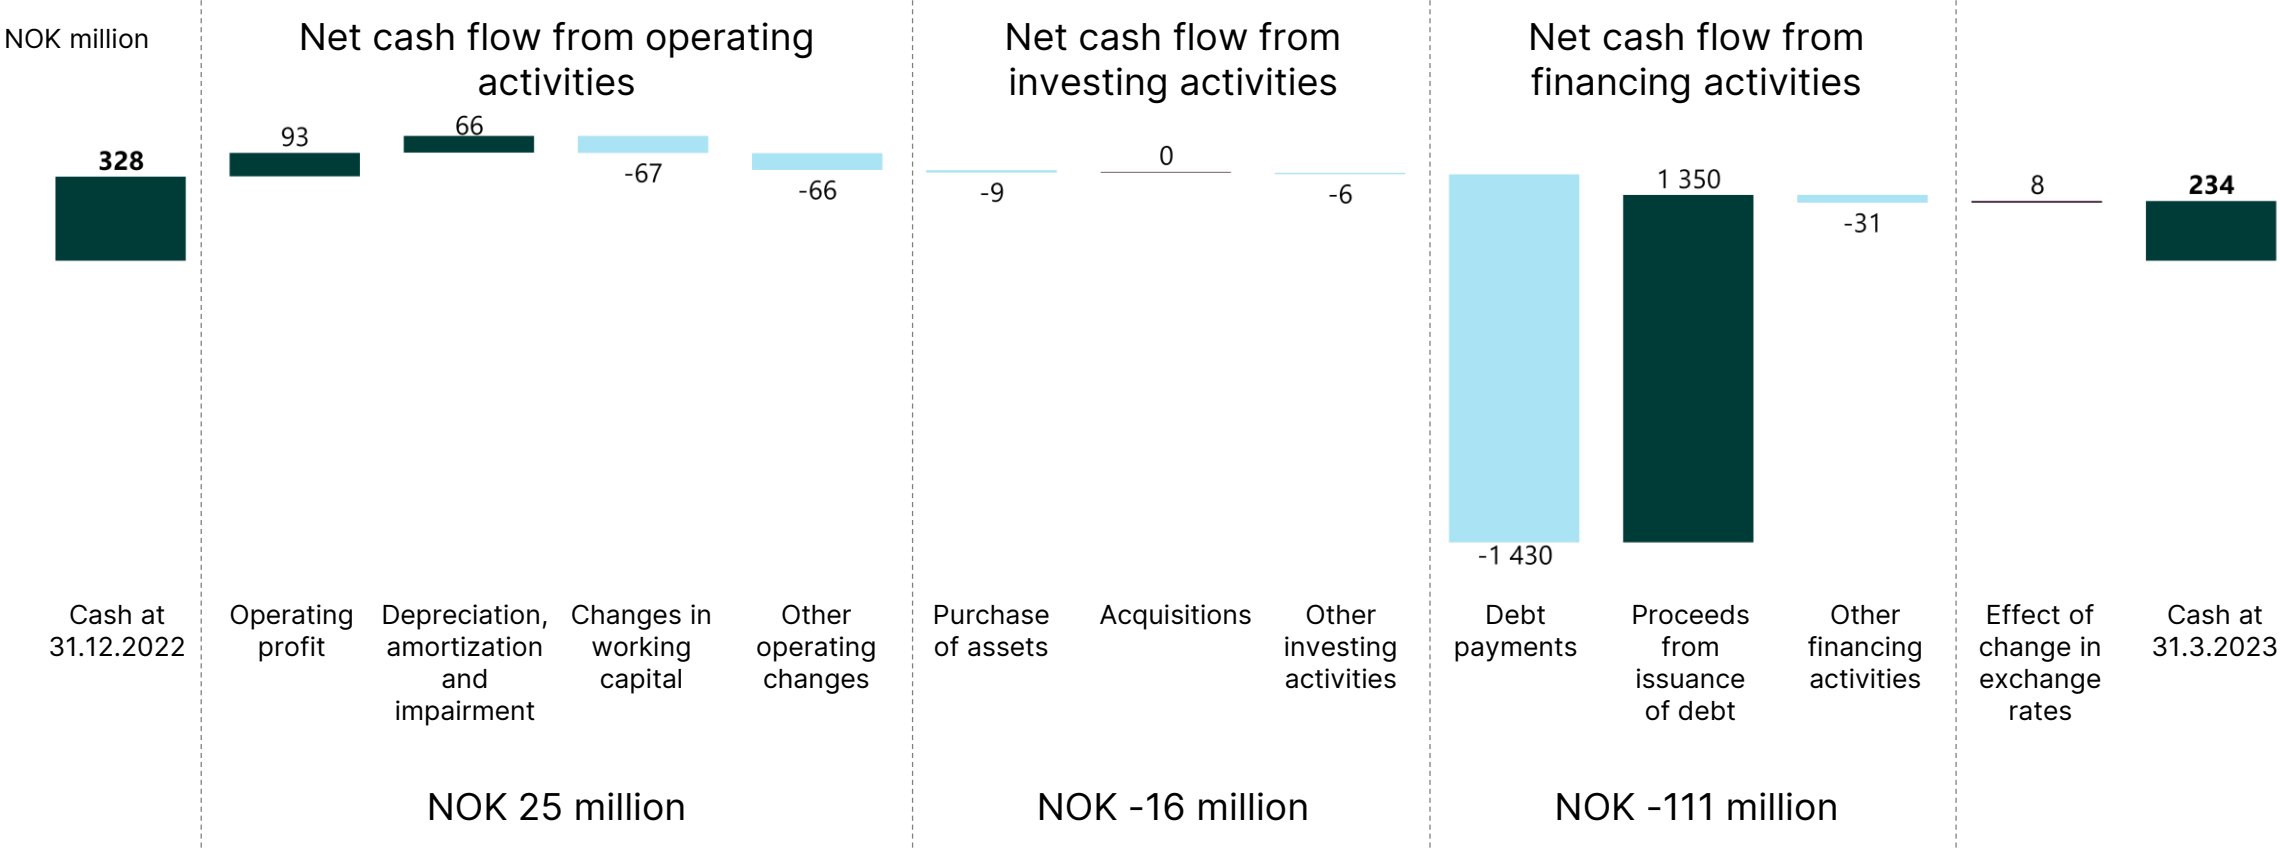 NOK million
Net cash flow from operating
activities
Net cash flow from
investing activities
Net cash flow from
financing activities
328
93
66
-67
-66
-9
0
-6
-1 430
1 350
-31
8
234
Cash at
31.12.2022
Operating
profit
Depreciation,
amortization
and
impairment
Changes in
working
capital
Other
operating
changes
Purchase
of assets
Acquisitions
Other
investing
activities
Debt
payments
Proceeds
from
issuance
of debt
Other
financing
activities
Effect of
change in
exchange
rates
Cash at
31.3.2023
NOK 25 million
NOK -16 million
NOK -111 million